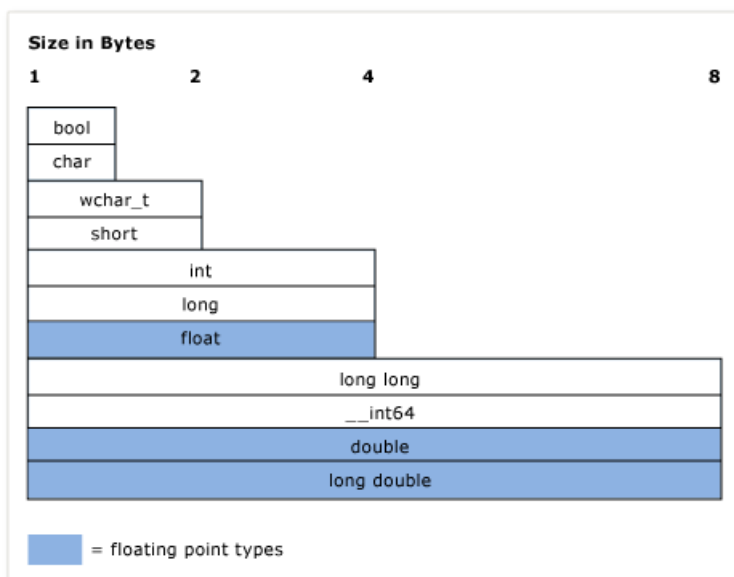 Size in Bytes
1 2 4 8
bool
char
wchar_t
short
int
long
float
long long
__int64
double
long double
= floating point types